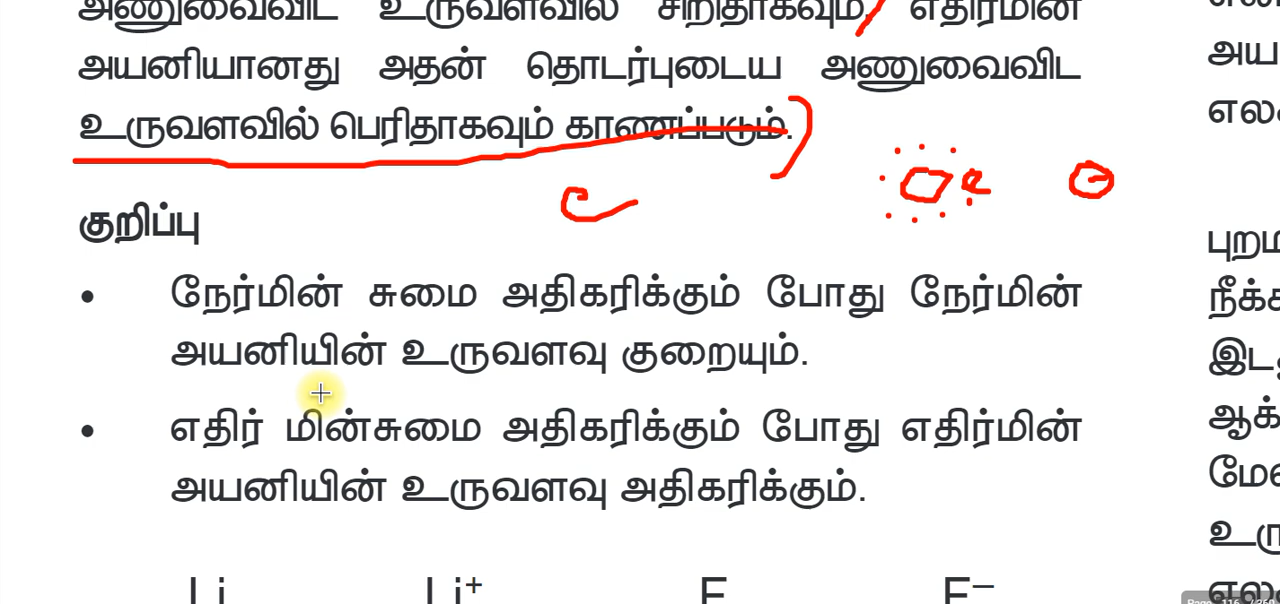 அணுவைவிட உருவளவில் சிறிதாகவும், எதிர்மின்
அயனியானது அதன் தொடர்புடைய அணுவைவிட
உருவளவில் பெரிதாகவும் காணப்படும்.
குறிப்பு
• நேர்மின் சுமை அதிகரிக்கும் போது நேர்மின்
அயனியின் உருவளவு குறையும்.
• எதிர் மின்சுமை அதிகரிக்கும் போது எதிர்மின்
அயனியின் உருவளவு அதிகரிக்கும்.
Li Li⁺ F F⁻